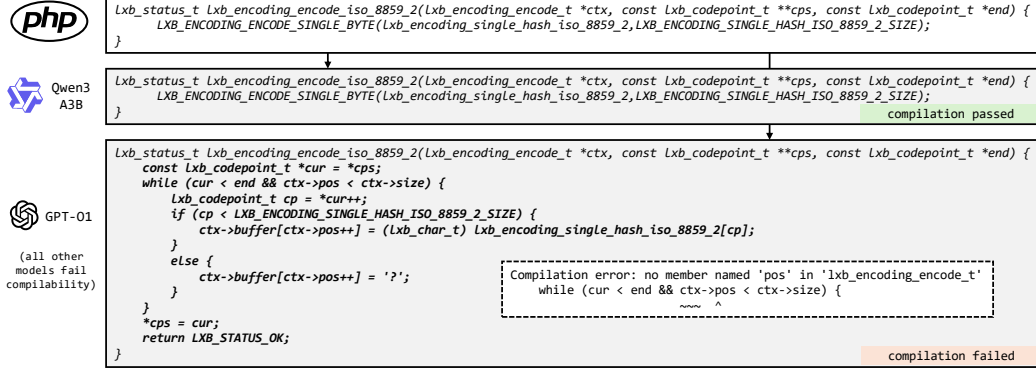 php
lxb_status_t lxb_encoding_encode_iso_8859_2(lxb_encoding_encode_t *ctx, const lxb_codepoint_t **cps, const lxb_codepoint_t *end) {
LXB_ENCODING_ENCODE_SINGLE_BYTE(lxb_encoding_single_hash_iso_8859_2,LXB_ENCODING_SINGLE_HASH_ISO_8859_2_SIZE);
}
Qwen3
A3B
lxb_status_t lxb_encoding_encode_iso_8859_2(lxb_encoding_encode_t *ctx, const lxb_codepoint_t **cps, const lxb_codepoint_t *end) {
LXB_ENCODING_ENCODE_SINGLE_BYTE(lxb_encoding_single_hash_iso_8859_2,LXB_ENCODING_SINGLE_HASH_ISO_8859_2_SIZE);
}
compilation passed
GPT-O1
(all other
models fail
compilability)
lxb_status_t lxb_encoding_encode_iso_8859_2(lxb_encoding_encode_t *ctx, const lxb_codepoint_t **cps, const lxb_codepoint_t *end) {
const lxb_codepoint_t *cur = *cps;
while (cur < end && ctx->pos < ctx->size) {
lxb_codepoint_t cp = *cur++;
if (cp < LXB_ENCODING_SINGLE_HASH_ISO_8859_2_SIZE) {
ctx->buffer[ctx->pos++] = (lxb_char_t) lxb_encoding_single_hash_iso_8859_2[cp];
}
else {
ctx->buffer[ctx->pos++] = '?';
}
}
*cps = cur;
return LXB_STATUS_OK;
}
Compilation error: no member named 'pos' in 'lxb_encoding_encode_t'
while (cur < end && ctx->pos < ctx->size) {
~~~ ^
compilation failed